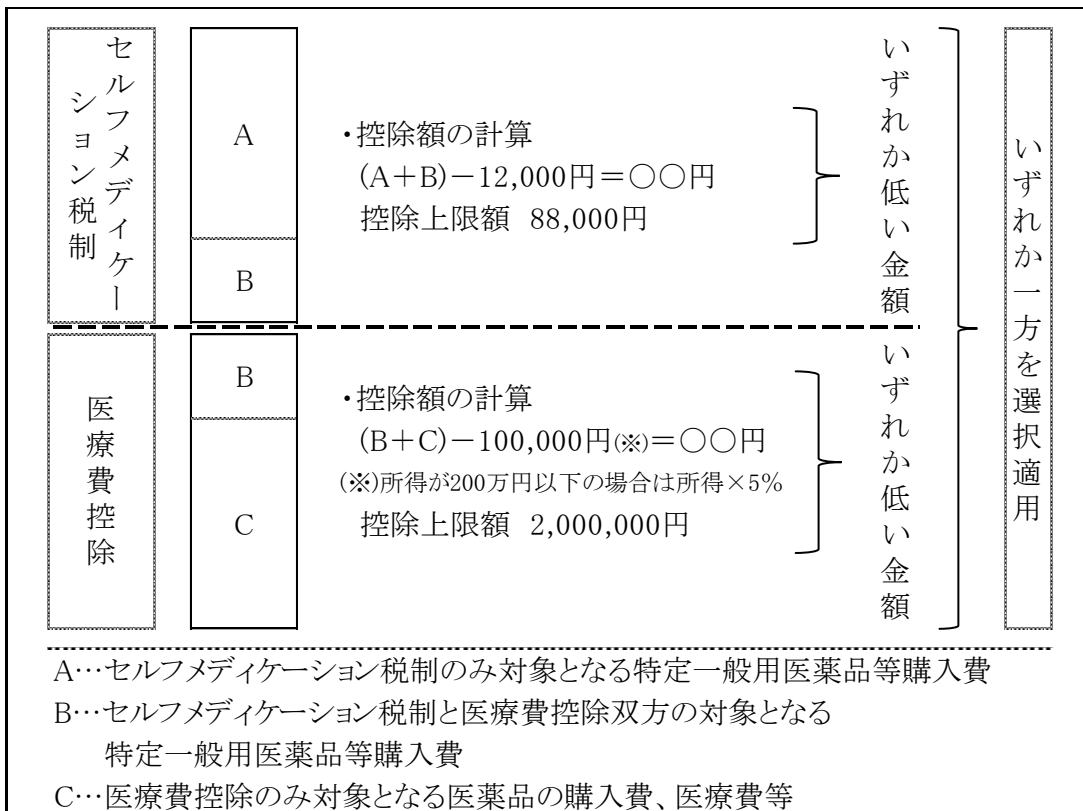 セルフメディケーション税制
A
B
・控除額の計算
(A+B)-12,000円=○○円
控除上限額 88,000円
いずれか低い金額
医療費控除
B
C
・控除額の計算
(B+C)-100,000円(※)=○○円
(※)所得が200万円以下の場合は所得×5%
控除上限額 2,000,000円
いずれか低い金額
いずれか一方を選択適用
A…セルフメディケーション税制のみ対象となる特定一般用医薬品等購入費
B…セルフメディケーション税制と医療費控除双方の対象となる
特定一般用医薬品等購入費
C…医療費控除のみ対象となる医薬品の購入費、医療費等